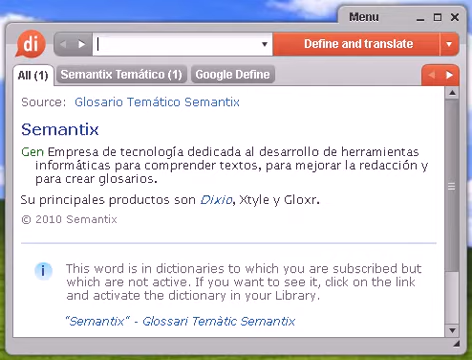 Menu
di
Define and translate
All (1)
Semantix Temático (1)
Google Define
Source: Glosario Temático Semantix
Semantix
Gen Empresa de tecnología dedicada al desarrollo de herramientas
informáticas para comprender textos, para mejorar la redacción y
para crear glosarios.
Su principales producto son Dixio, Xtyle y Gloxr.
© 2010 Semantix
i
This word is in dictionaries to which you are subscribed but
which are not active. If you want to see it, click on the link
and activate the dictionary in your Library.
"Semantix" - Glossari Temàtic Semantix